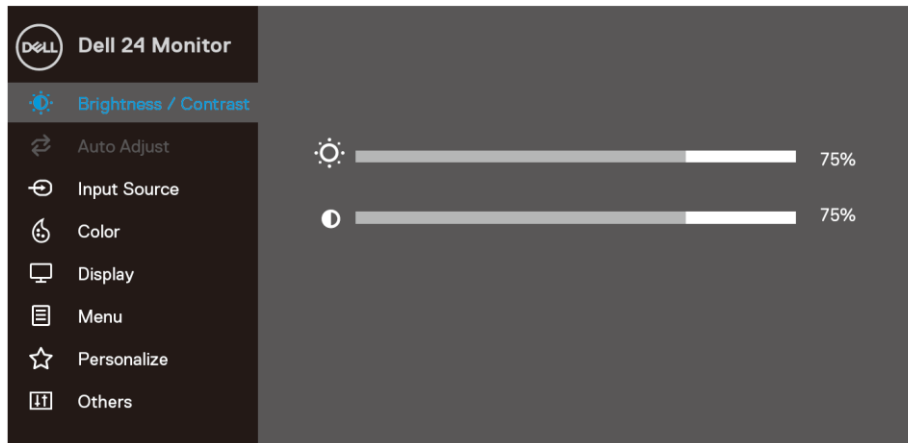 DELL
Dell 24 Monitor
Brightness / Contrast
Auto Adjust
75%
Input Source
75%
Color
Display
Menu
Personalize
Others